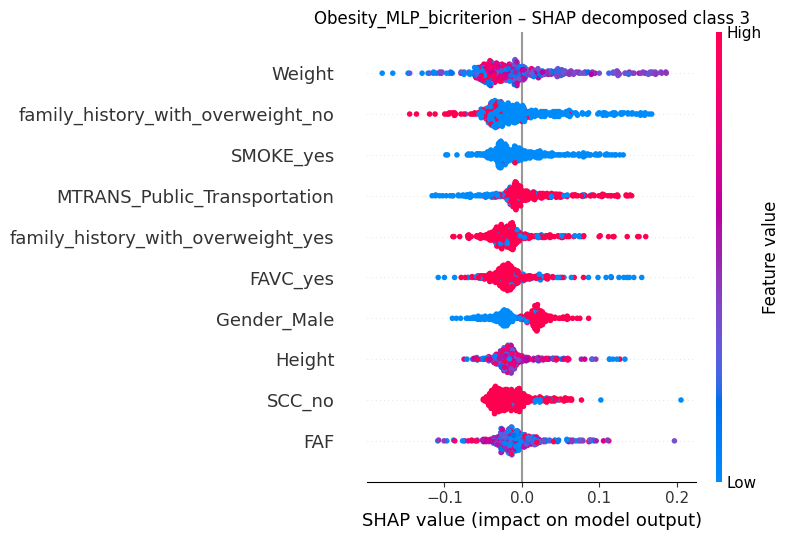 Obesity_MLP_bicriterion – SHAP decomposed class 3
High
Weight
family_history_with_overweight_no
SMOKE_yes
MTRANS_Public_Transportation
family_history_with_overweight_yes
FAVC_yes
Gender_Male
Height
SCC_no
FAF
Feature value
Low
−0.1 0.0 0.1 0.2
SHAP value (impact on model output)